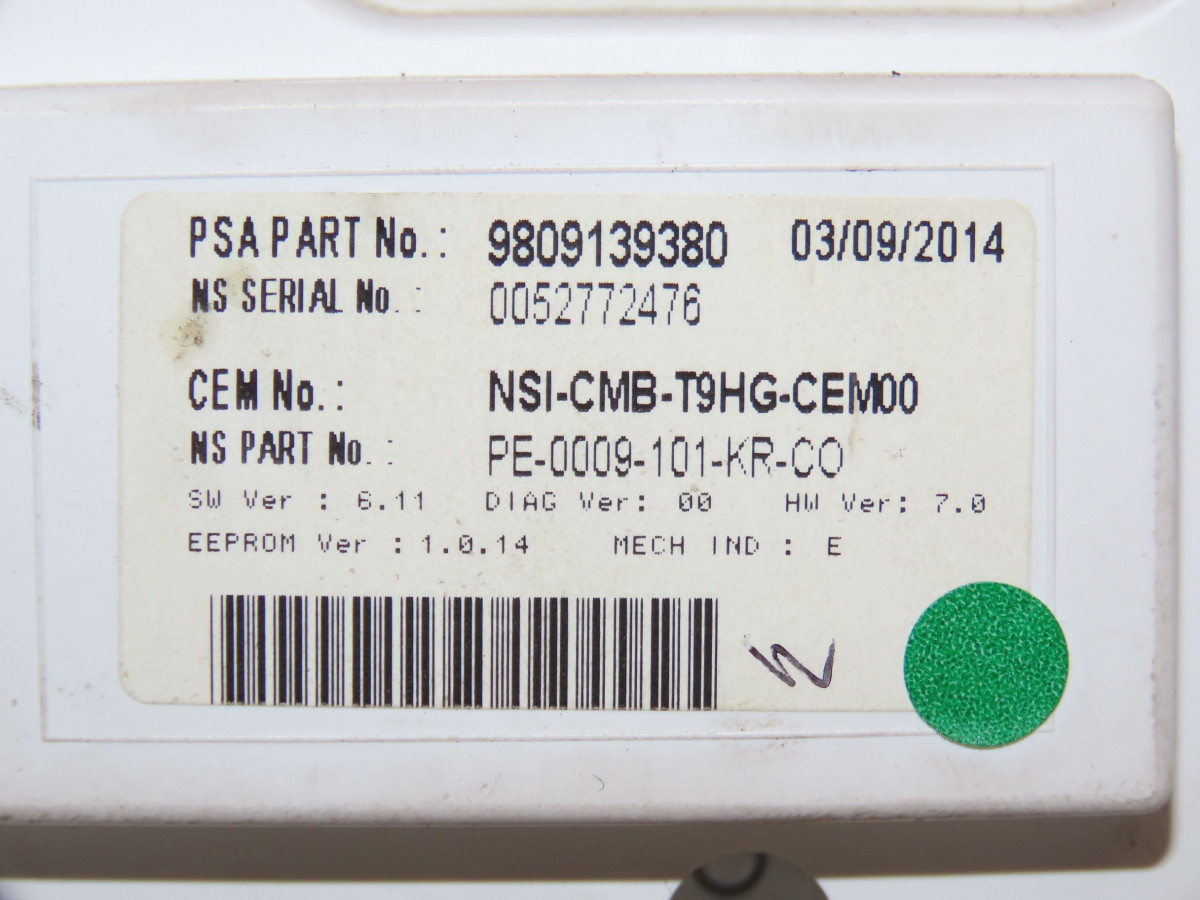 PSA PART No.: 9809139380 03/09/2014
NS SERIAL No. : 0052772476
CEM No.: NSI-CMB-T9HG-CEM00
NS PART No. : PE-0009-101-KR-CO
SW Ver : 6.11 DIAG Ver: 00 HW Ver: 7.0
EEPROM Ver : 1.0.14 MECH IND : E